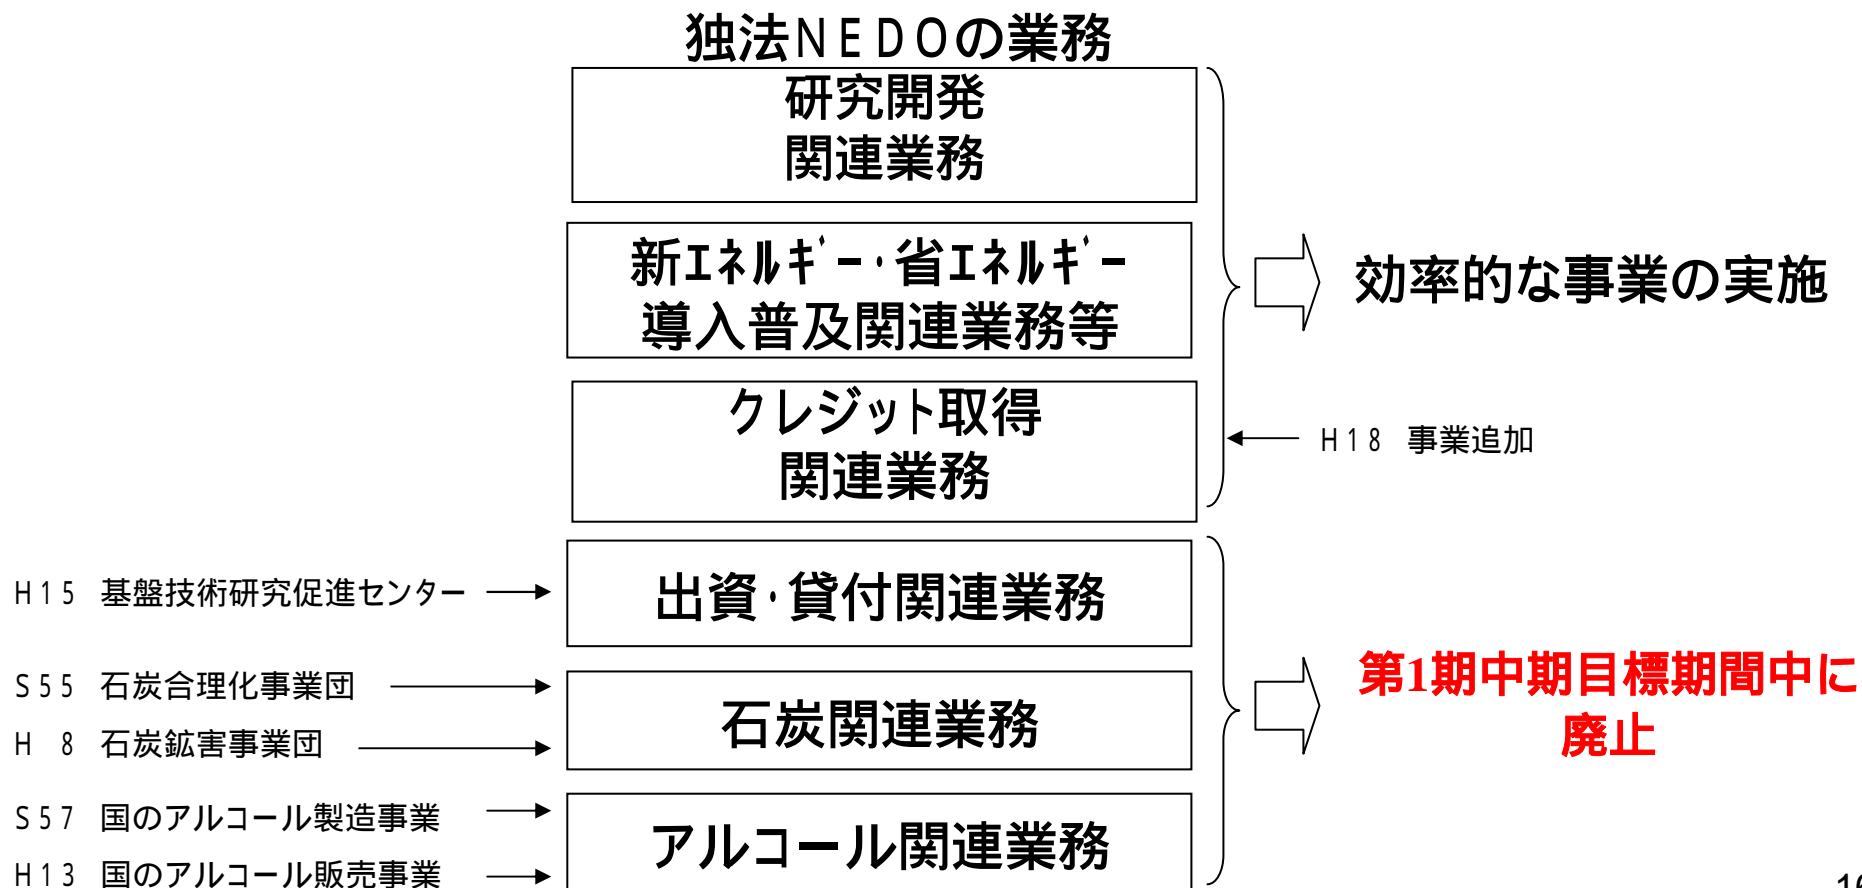 独法ＮＥＤＯの業務
研究開発
関連業務
新ｴﾈﾙｷﾞｰ・省ｴﾈﾙｷﾞｰ
導入普及関連業務等
効率的な事業の実施
クレジット取得
関連業務
Ｈ１８ 事業追加
Ｈ１５ 基盤技術研究促進センター
出資・貸付関連業務
Ｓ５５ 石炭合理化事業団
Ｈ　８ 石炭鉱害事業団
石炭関連業務
第1期中期目標期間中に
廃止
Ｓ５７ 国のアルコール製造事業
Ｈ１３ 国のアルコール販売事業
アルコール関連業務